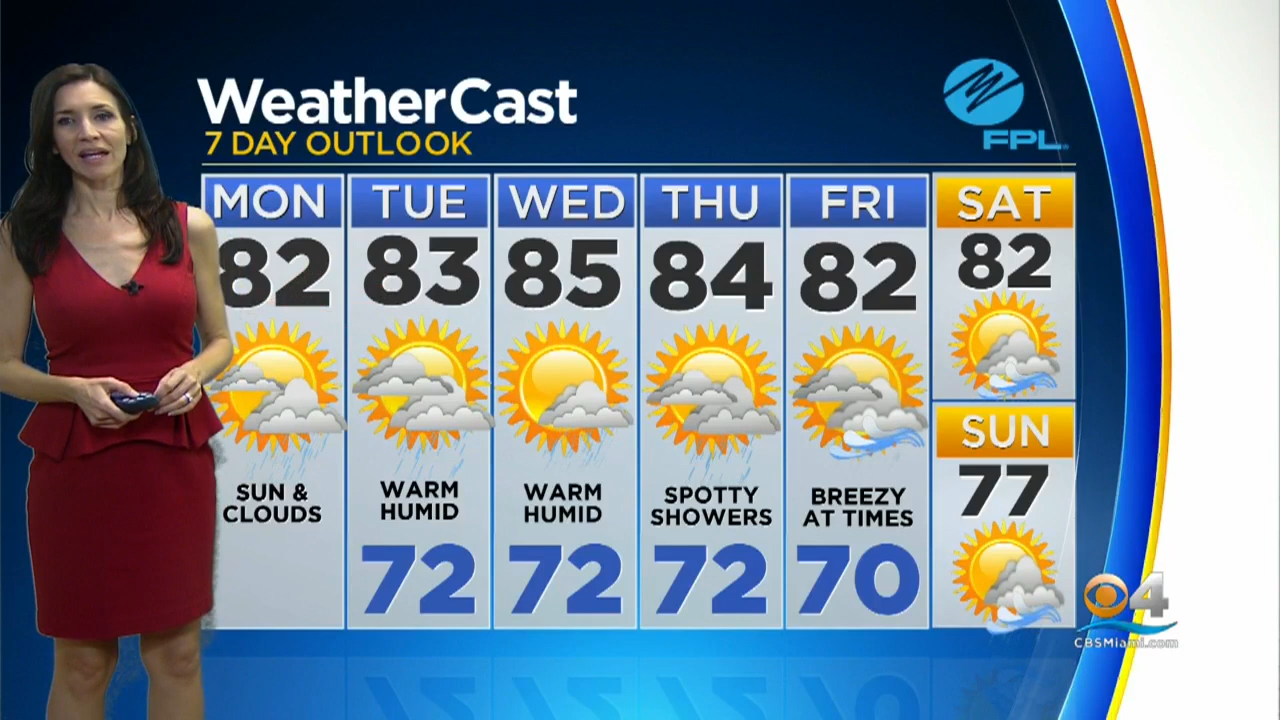 WeatherCast
7 DAY OUTLOOK
FPL
MON TUE WED THU FRI SAT
82 83 85 84 82 82
SUN
77
SUN &
CLOUDS
WARM
HUMID
WARM
HUMID
SPOTTY
SHOWERS
BREEZY
AT TIMES
72 72 72 70
4
CBSMiami.com